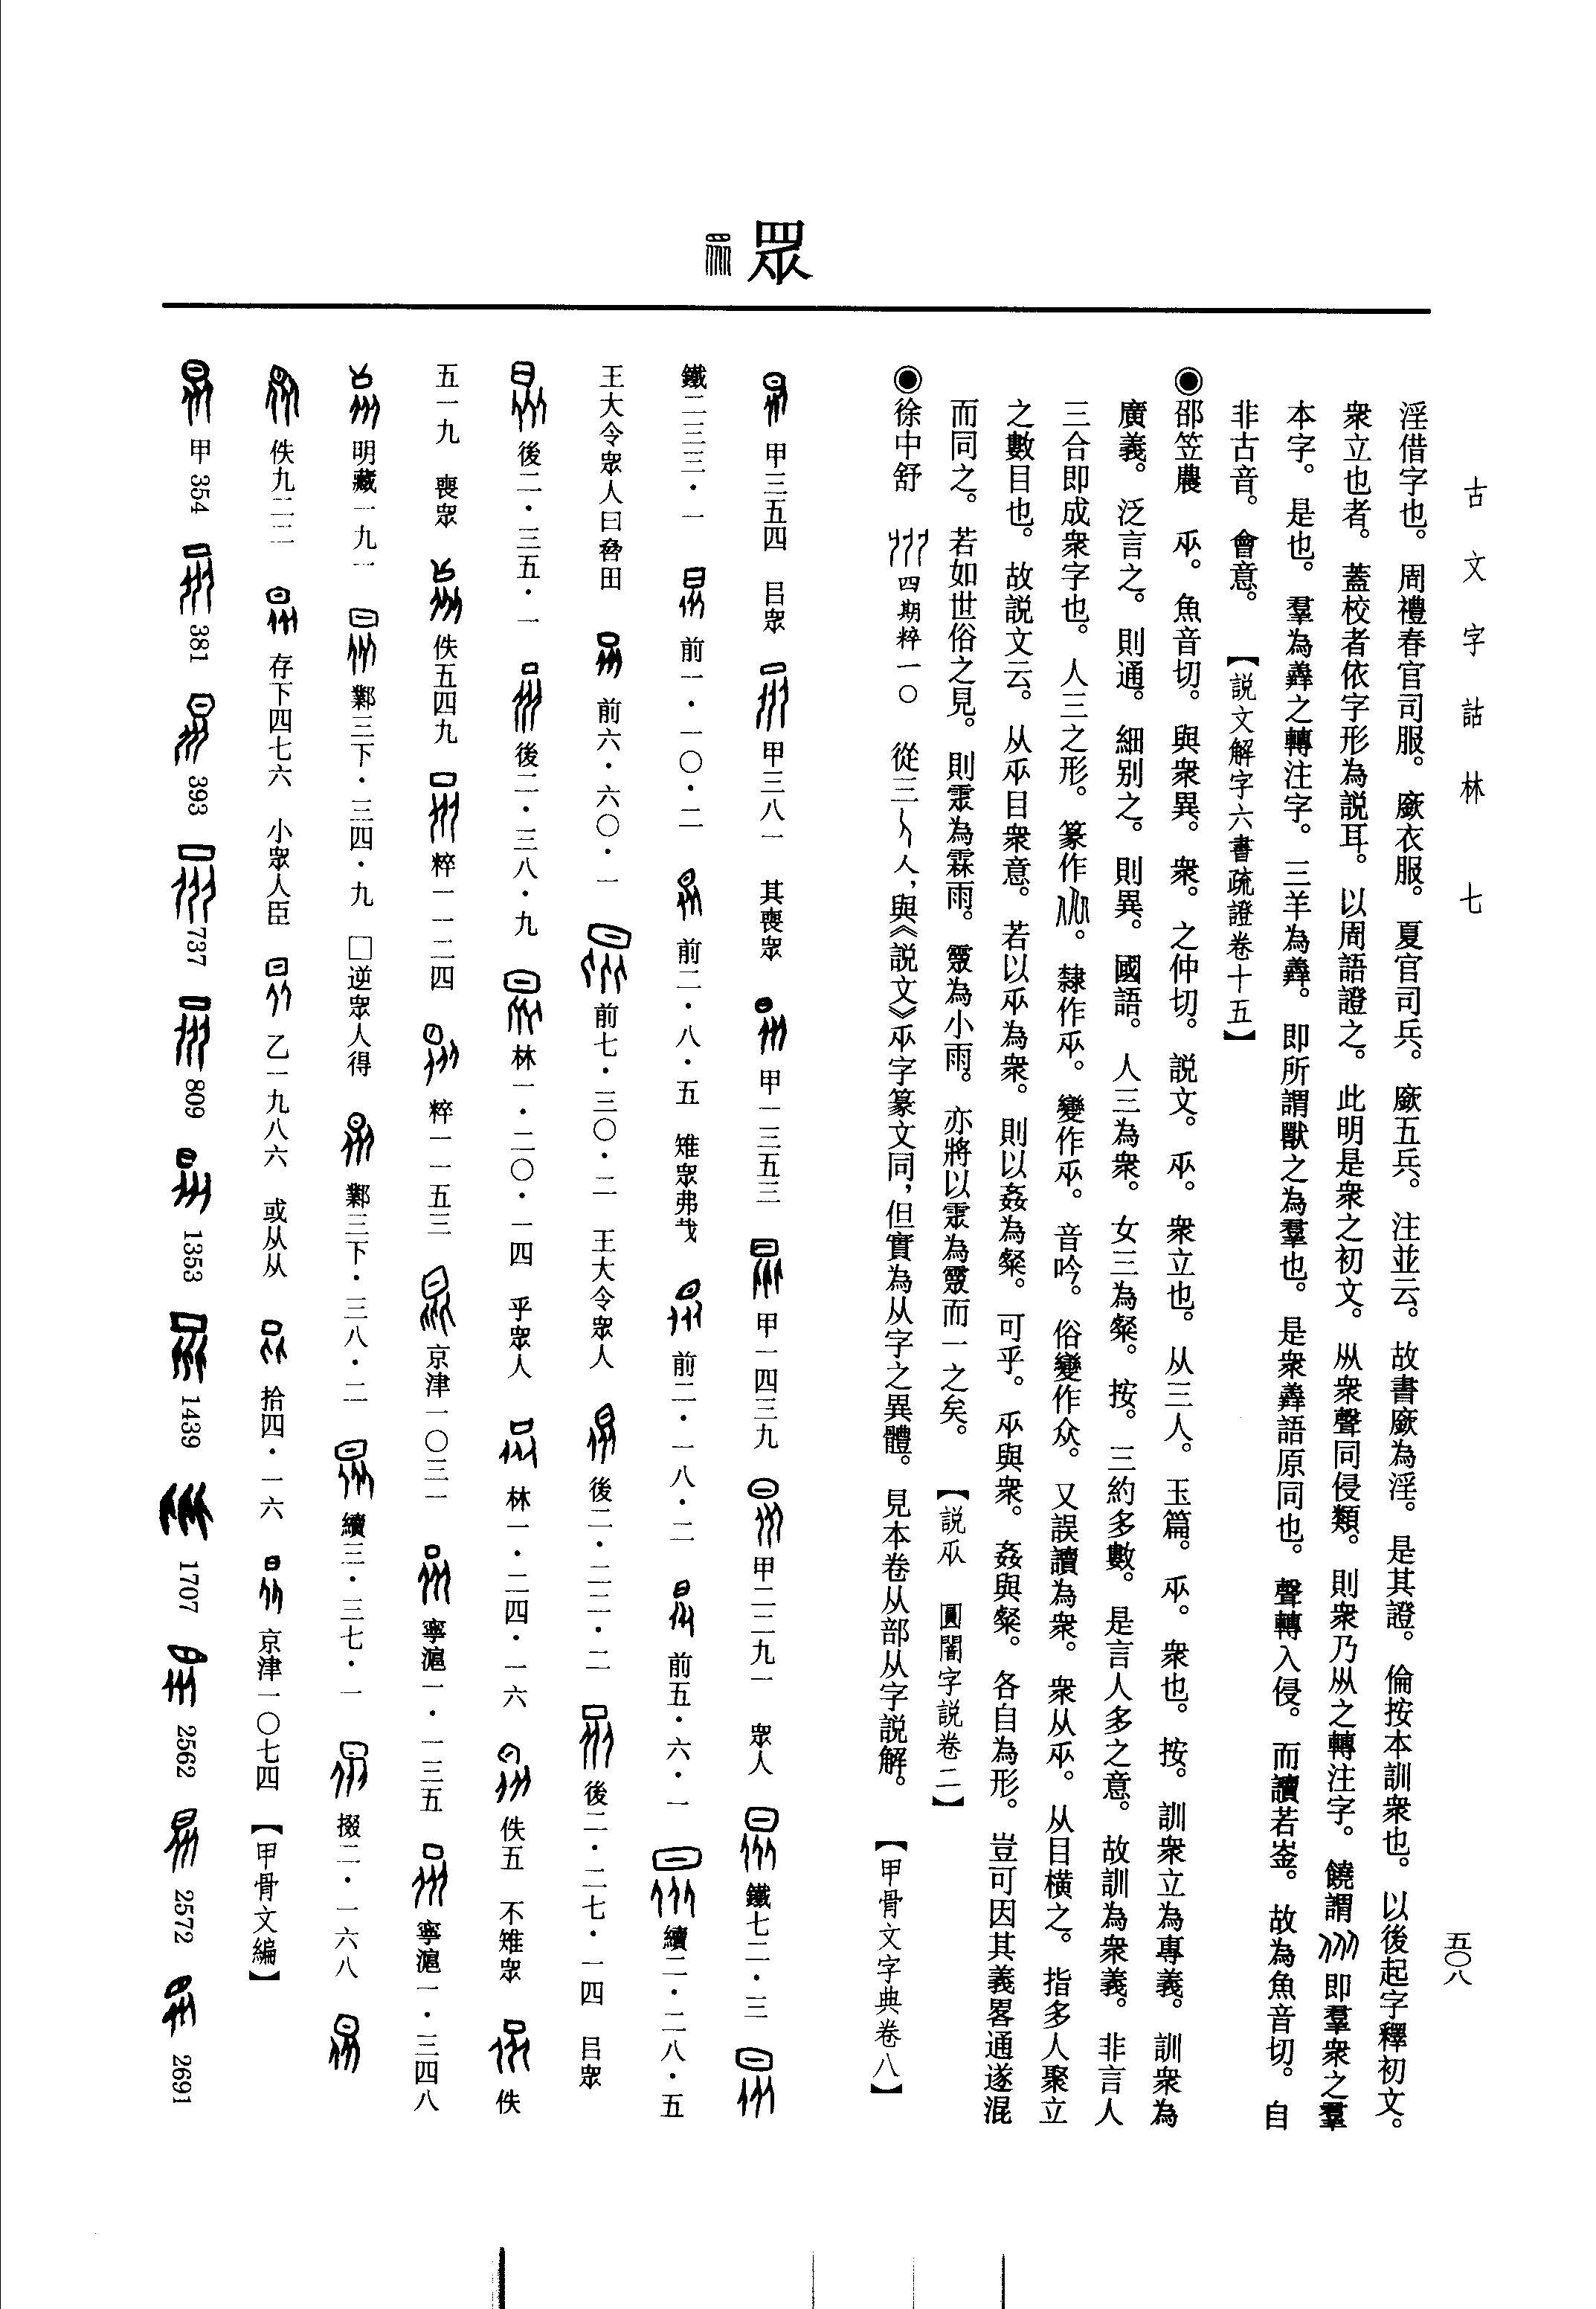 古文字詁林 七
五〇八
眾
淫借字也。周禮春官司服。廞衣服。夏官司兵。廞五兵。注並云。故書廞為淫。是其證。倫按本訓衆也。以後起字釋初文。
衆立也者。蓋校者依字形為説耳。以周語證之。此明是衆之初文。㐺衆聲同侵類。則衆乃㐺之轉注字。饒謂即羣衆之羣
本字。是也。羣為羴之轉注字。三羊為羴。即所謂獸之為羣也。是衆羴語原同也。聲轉入侵。而讀若崟。故為魚音切。自
非古音。會意。 【説文解字六書疏證卷十五】
◉邵笠農 㐺。魚音切。與衆異。衆。之仲切。説文。㐺。衆立也。从三人。玉篇。㐺。衆也。按。訓衆立為專義。訓衆為
廣義。泛言之。則通。細别之。則異。國語。人三為衆。女三為粲。按。三約多數。是言人多之意。故訓為衆義。非言人
三合即成衆字也。人三之形。篆作。隸作㐺。變作㐺。音吟。俗變作众。又誤讀為衆。衆从㐺。从目橫之。指多人聚立
之數目也。故説文云。从㐺目衆意。若以㐺為衆。則以姦為粲。可乎。㐺與衆。姦與粲。各自為形。豈可因其義畧通遂混
而同之。若如世俗之見。則霥為霖雨。靈為小雨。亦將以霥為靈而一之矣。 【説㐺 圓闇字説卷二】
◉徐中舒 四期粹一〇 從三人，與《説文》㐺字篆文同，但實為从字之異體。見本卷从部从字説解。 【甲骨文字典卷八】
甲三五四 㠯眾 甲三八一 其喪眾 甲一三五三 甲一四三九 甲二二九一 眾人 鐵七二・三
鐵二三三・一 前一・一〇・二 前二・八・五 雉眾弗𢦏 前二・一八・二 前五・六・一 續二・二八・五
王大令眾人曰劦田 前六・六〇・一 前七・三〇・二 王大令眾人 後二・二二・二 後二・二七・一四 㠯眾
後二・三五・一 後二・三八・九 林一・二〇・一四 乎眾人 林一・二四・一六 佚五 不雉眾 佚
五一九 喪眾 佚五四九 粹一一二四 粹一一五三 京津一〇三一 寧滬一・一三五 寧滬一・三四八
明藏一九一 鄴三下・三四・九 □逆眾人得 鄴三下・三八・二 續三・三七・一 掇二・一六八
佚九二二 存下四七六 小眾人臣 乙一九八六 或从从 拾四・一六 京津一〇七四 【甲骨文編】
甲354 381 393 737 809 1353 1439 1707 2562 2572 2691